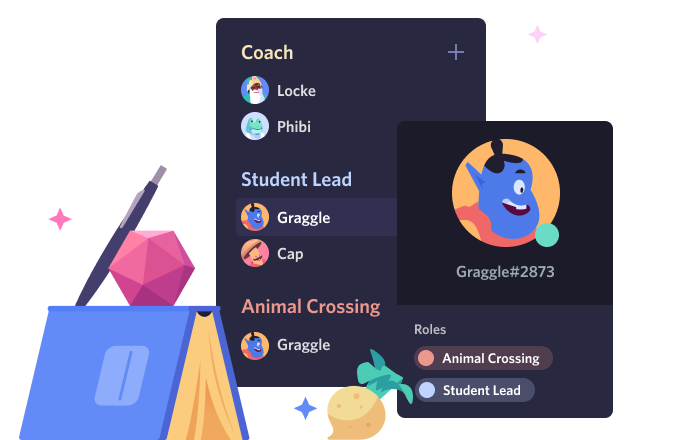 Coach
Locke
Phibi
Student Lead
Graggle
Cap
Animal Crossing
Graggle
Graggle#2873
Roles
Animal Crossing
Student Lead